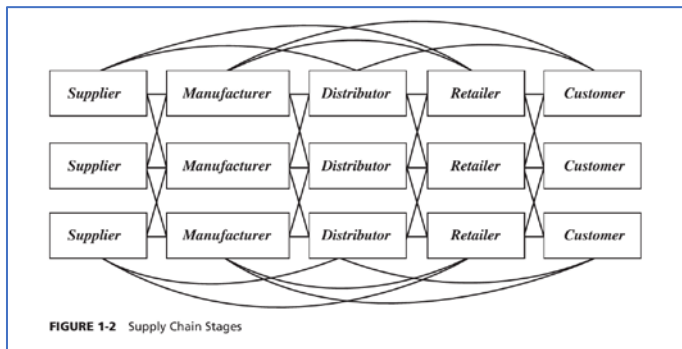 Supplier Manufacturer Distributor Retailer Customer
Supplier Manufacturer Distributor Retailer Customer
Supplier Manufacturer Distributor Retailer Customer
FIGURE 1-2 Supply Chain Stages